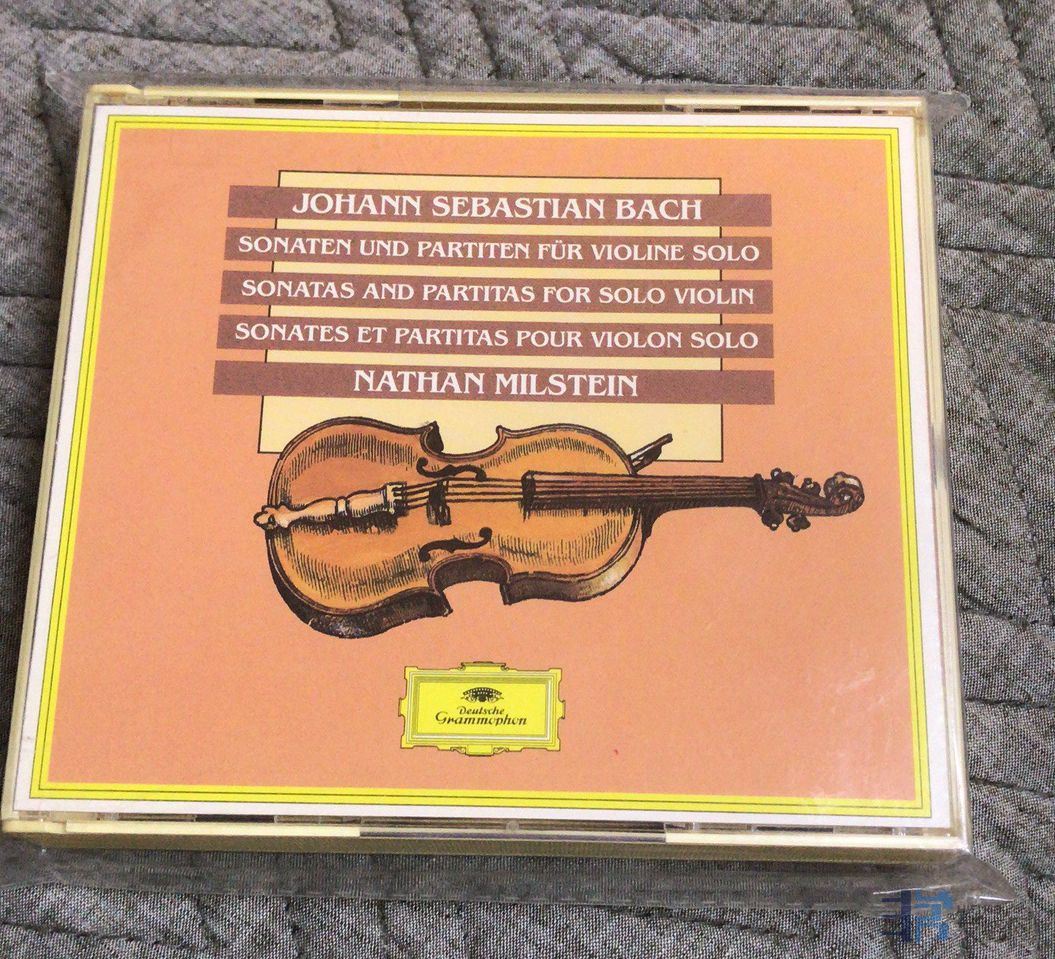 JOHANN SEBASTIAN BACH
SONATEN UND PARTITEN FÜR VIOLINE SOLO
SONATAS AND PARTITAS FOR SOLO VIOLIN
SONATES ET PARTITAS POUR VIOLON SOLO
NATHAN MILSTEIN
Deutsche
Grammophon